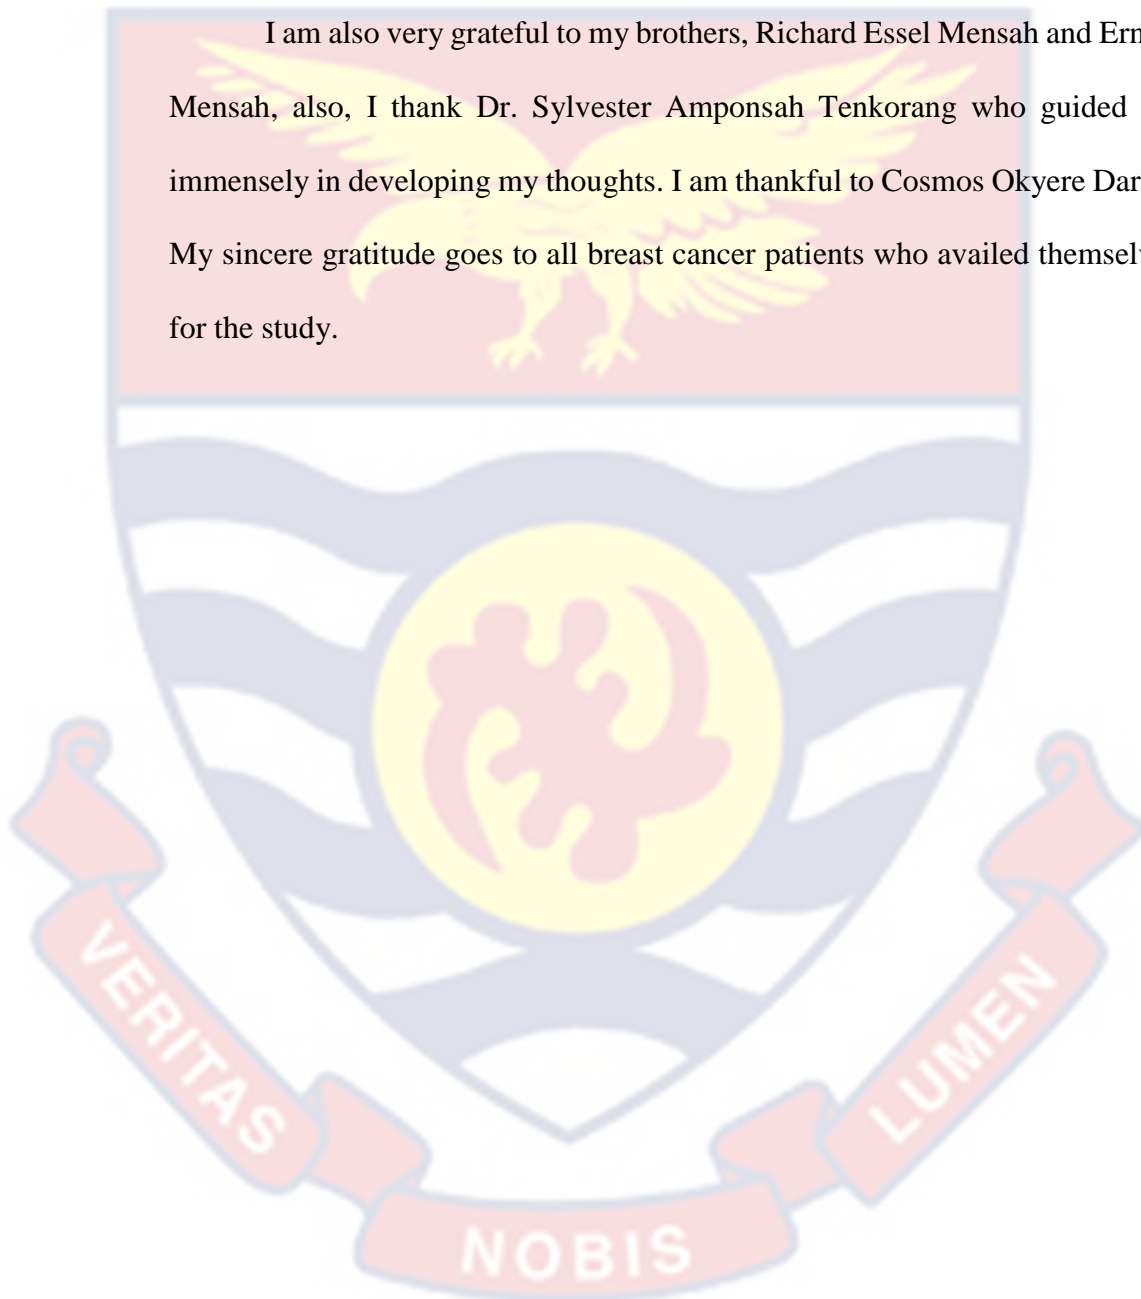 I am also very grateful to my brothers, Richard Essel Mensah and
Mensah, also, I thank Dr. Sylvester Amponsah Tenkorang who guided
immensely in developing my thoughts. I am thankful to Cosmos Okyere
My sincere gratitude goes to all breast cancer patients who availed
for the study.
VERITAS
NOBIS
LUMEN